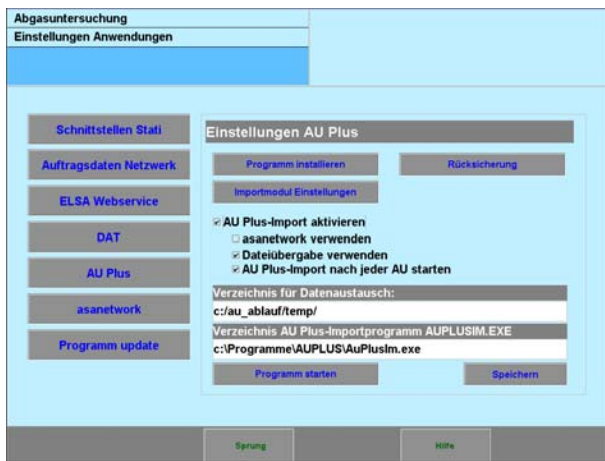 Abgasuntersuchung
Einstellungen Anwendungen
Schnittstellen Stati
Auftragsdaten Netzwerk
ELSA Webservice
DAT
AU Plus
asanetwork
Programm update
Einstellungen AU Plus
Programm installieren
Rücksicherung
Importmodul Einstellungen
AU Plus-Import aktivieren
asanetwork verwenden
Dateiübergabe verwenden
AU Plus-Import nach jeder AU starten
Verzeichnis für Datenaustausch:
c:/au_ablauf/temp/
Verzeichnis AU Plus-Importprogramm AUPLUSIM.EXE
c:\Programme\AUPLUS\AuPlusIm.exe
Programm starten
Speichern
Sprung
Hilfe